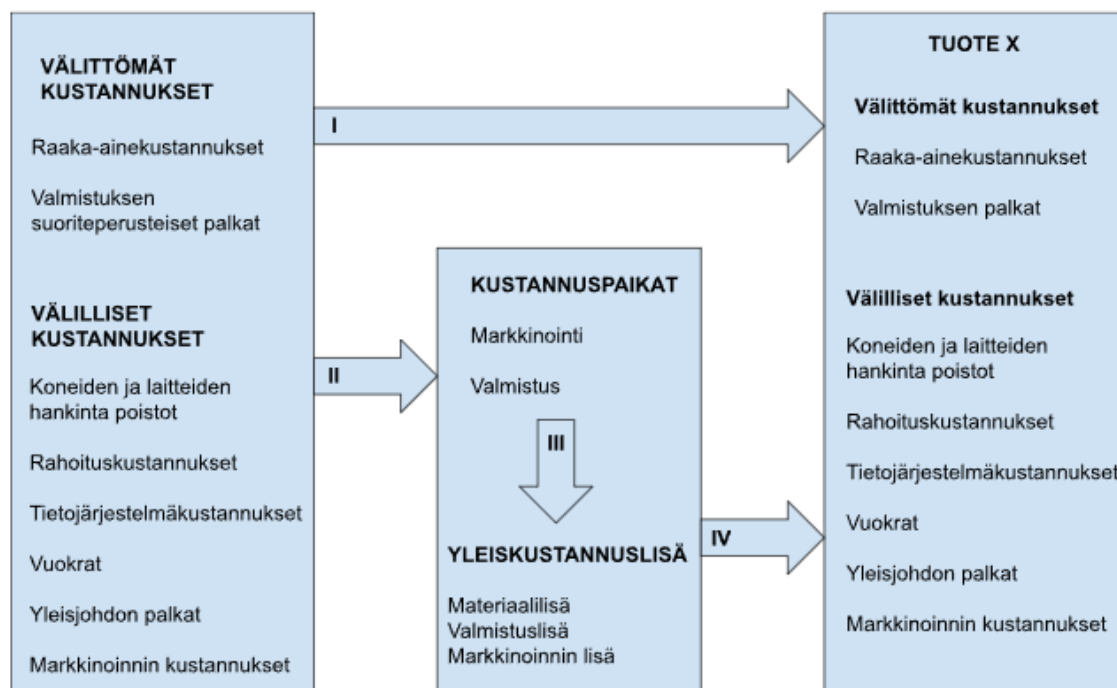 VÄLITTÖMÄT
KUSTANNUKSET
Raaka-ainekustannukset
Valmistuksen
suoriteperusteiset palkat
VÄLILLISET
KUSTANNUKSET
Koneiden ja laitteiden
hankinta poistot
Rahoituskustannukset
Tietojärjestelmäkustannukset
Vuokrat
Yleisjohdon palkat
Markkinoinnin kustannukset
I
II
KUSTANNUSPAIKAT
Markkinointi
Valmistus
III
YLEISKUSTANNUSLISÄ
Materiaalilisä
Valmistuslisä
Markkinoinnin lisä
IV
TUOTE X
Välittömät kustannukset
Raaka-ainekustannukset
Valmistuksen palkat
Välilliset kustannukset
Koneiden ja laitteiden
hankinta poistot
Rahoituskustannukset
Tietojärjestelmäkustannukset
Vuokrat
Yleisjohdon palkat
Markkinoinnin kustannukset